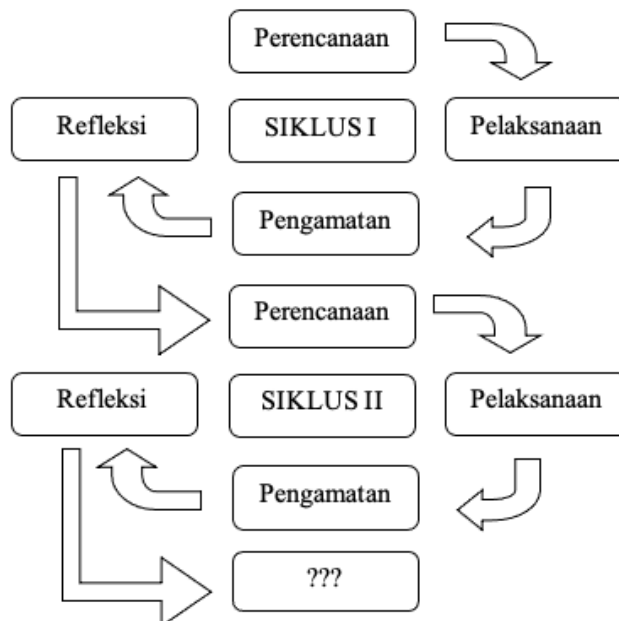 Perencanaan
Refleksi
SIKLUS I
Pelaksanaan
Pengamatan
Perencanaan
Refleksi
SIKLUS II
Pelaksanaan
Pengamatan
???